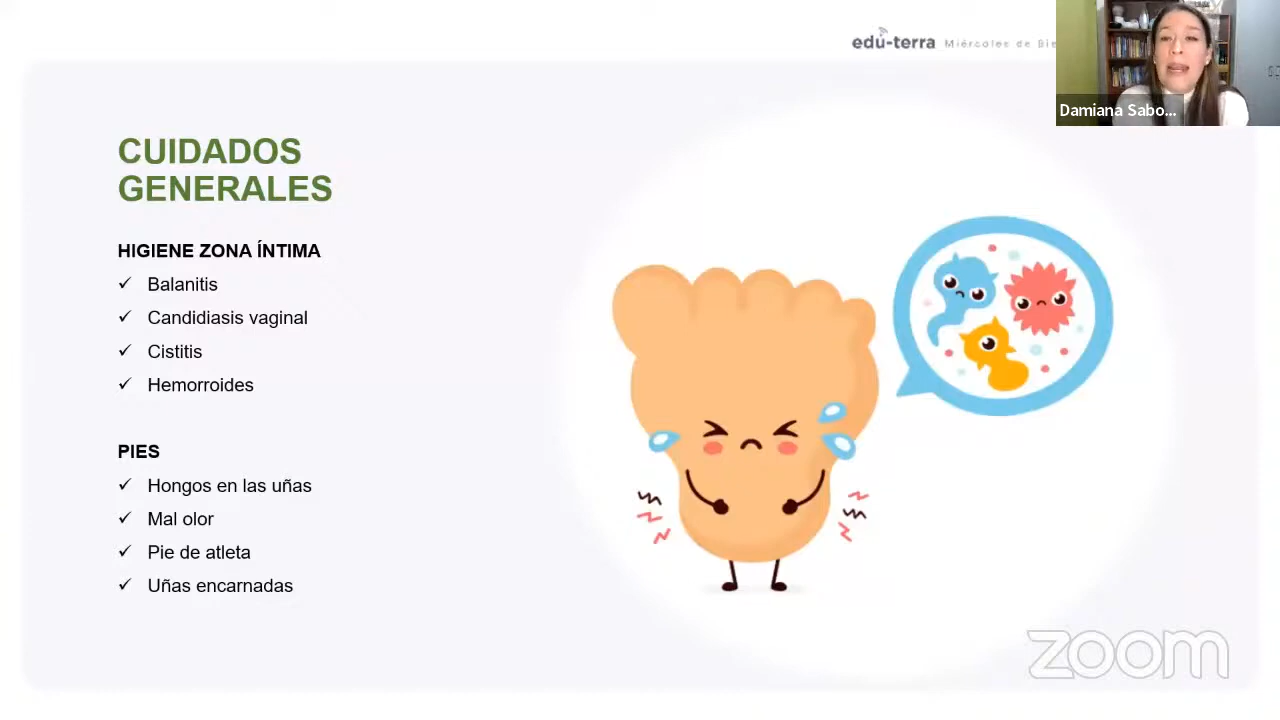 edu-terra Miércoles de Bie
Damiana Sabo...
CUIDADOS
GENERALES
HIGIENE ZONA ÍNTIMA
✓ Balanitis
✓ Candidiasis vaginal
✓ Cistitis
✓ Hemorroides
PIES
✓ Hongos en las uñas
✓ Mal olor
✓ Pie de atleta
✓ Uñas encarnadas
zoom